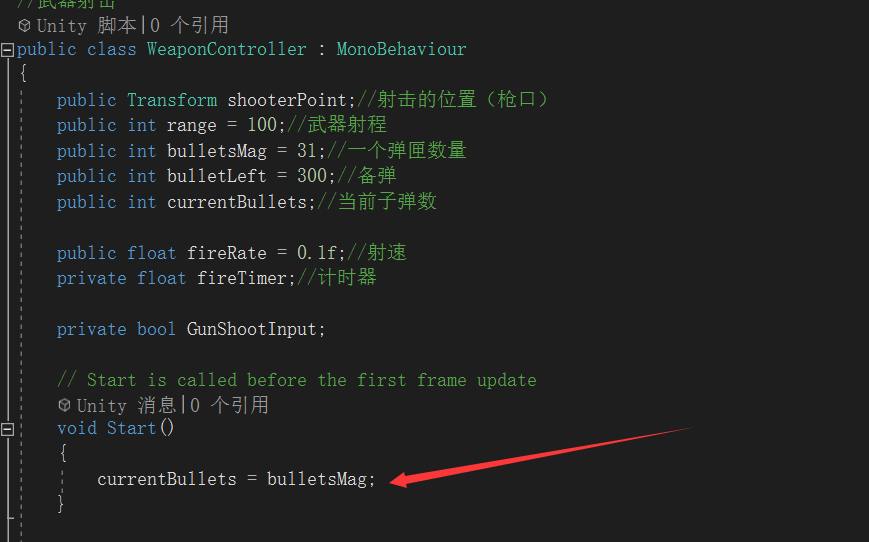 //武器射击
Unity 脚本|0 个引用
public class WeaponController : MonoBehaviour
{
public Transform shooterPoint;//射击的位置（枪口）
public int range = 100;//武器射程
public int bulletsMag = 31;//一个弹匣数量
public int bulletLeft = 300;//备弹
public int currentBullets;//当前子弹数
public float fireRate = 0.1f;//射速
private float fireTimer;//计时器
private bool GunShootInput;
// Start is called before the first frame update
Unity 消息|0 个引用
void Start()
{
currentBullets = bulletsMag;
}